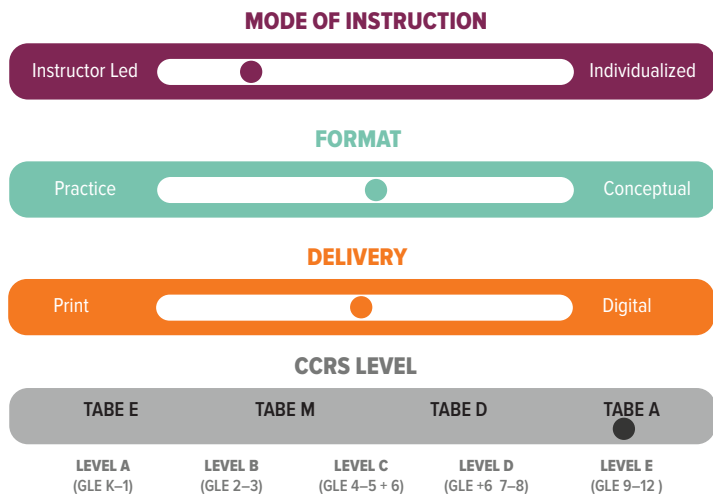 MODE OF INSTRUCTION
Instructor Led Individualized
FORMAT
Practice Conceptual
DELIVERY
Print Digital
CCRS LEVEL
TABE E TABE M TABE D TABE A
LEVEL A LEVEL B LEVEL C LEVEL D LEVEL E
(GLE K–1) (GLE 2–3) (GLE 4–5 + 6) (GLE +6 7–8) (GLE 9–12 )